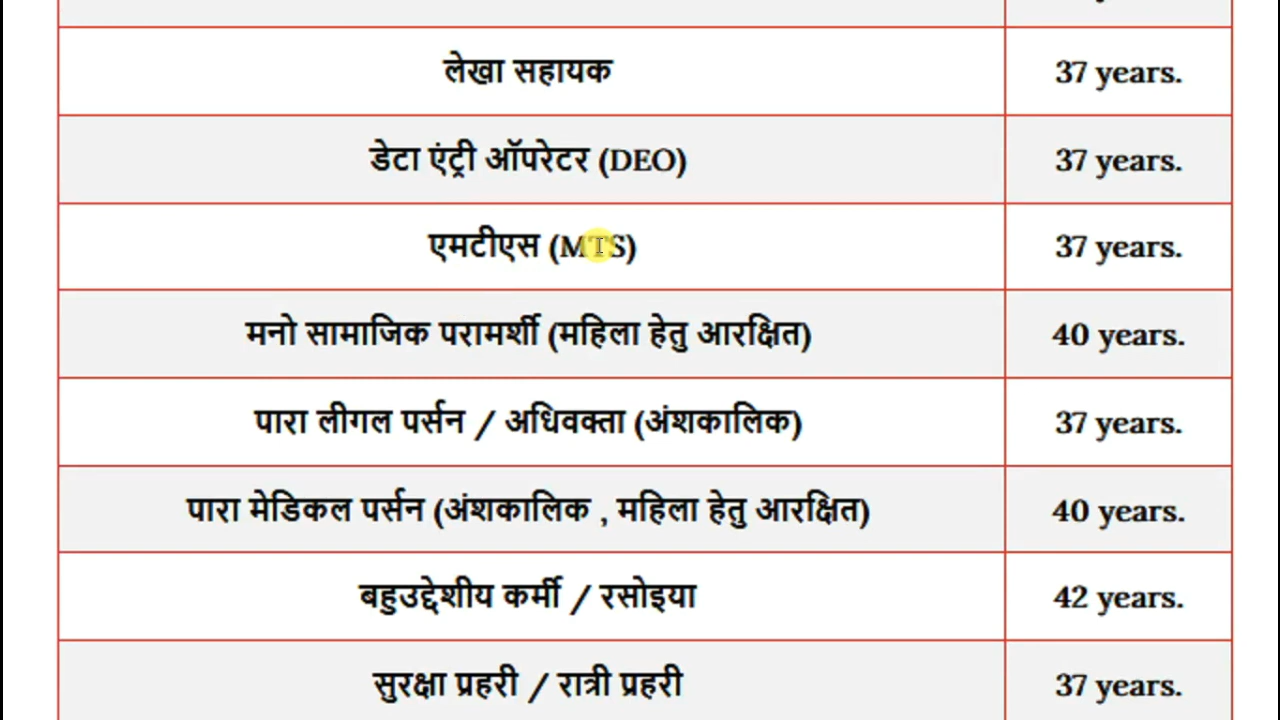 लेखा सहायक 37 years.
डेटा एंट्री ऑपरेटर (DEO) 37 years.
एमटीएस (MTS) 37 years.
मनो सामाजिक परामर्शी (महिला हेतु आरक्षित) 40 years.
पारा लीगल पर्सन / अधिवक्ता (अंशकालिक) 37 years.
पारा मेडिकल पर्सन (अंशकालिक , महिला हेतु आरक्षित) 40 years.
बहुउद्देशीय कर्मी / रसोइया 42 years.
सुरक्षा प्रहरी / रात्री प्रहरी 37 years.